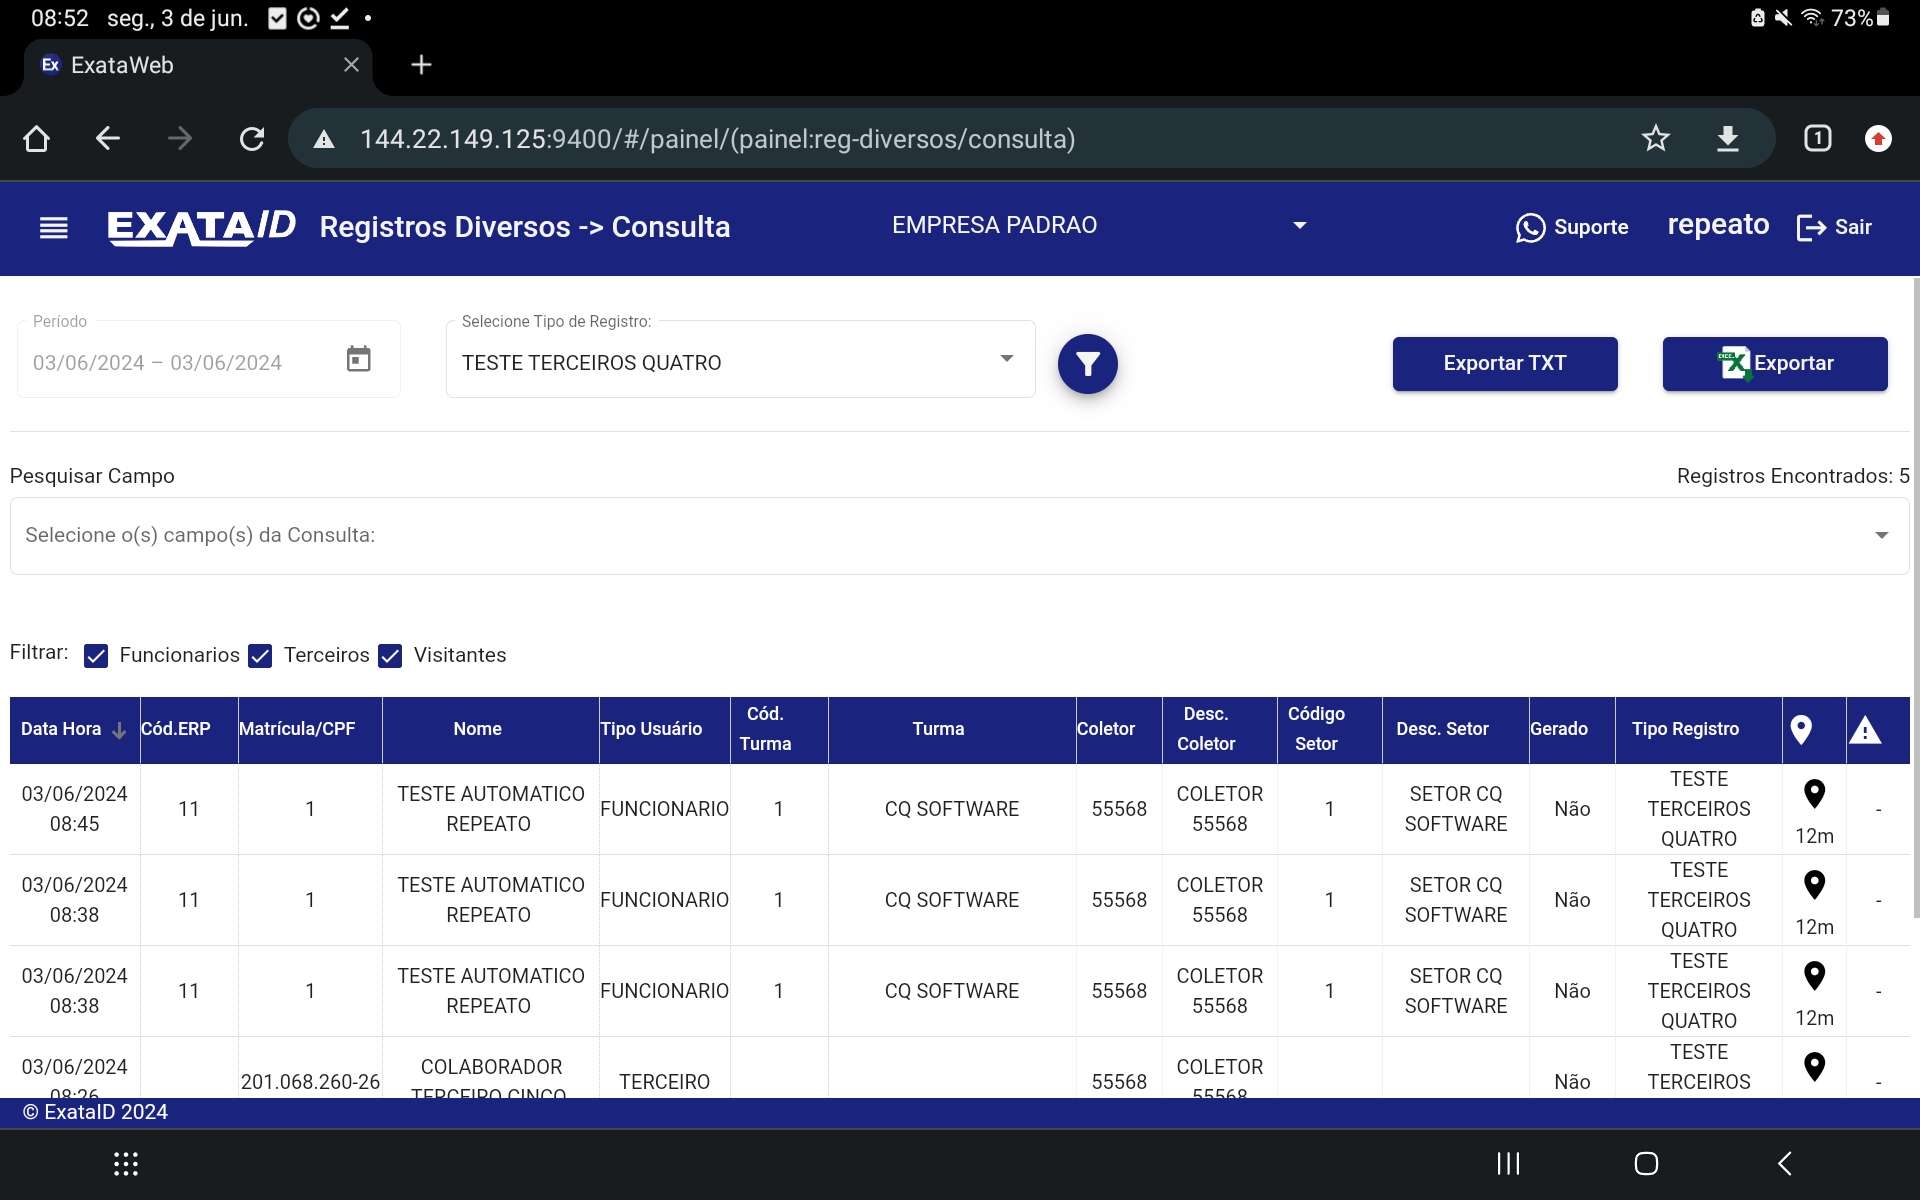 08:52 seg., 3 de jun.
73%
Ex ExataWeb
144.22.149.125:9400/#/painel/(painel:reg-diversos/consulta)
1
EXATA ID Registros Diversos -> Consulta EMPRESA PADRAO Suporte repeato Sair
Período
03/06/2024 – 03/06/2024
Selecione Tipo de Registro:
TESTE TERCEIROS QUATRO
Exportar TXT
Exportar
Pesquisar Campo
Registros Encontrados: 5
Selecione o(s) campo(s) da Consulta:
Filtrar: Funcionarios Terceiros Visitantes
Data Hora Cód.ERP Matrícula/CPF Nome Tipo Usuário Cód. Turma Turma Coletor Desc. Coletor Código Setor Desc. Setor Gerado Tipo Registro
03/06/2024 08:45 11 1 TESTE AUTOMATICO REPEATO FUNCIONARIO 1 CQ SOFTWARE 55568 COLETOR 55568 1 SETOR CQ SOFTWARE Não TESTE TERCEIROS QUATRO 12m -
03/06/2024 08:38 11 1 TESTE AUTOMATICO REPEATO FUNCIONARIO 1 CQ SOFTWARE 55568 COLETOR 55568 1 SETOR CQ SOFTWARE Não TESTE TERCEIROS QUATRO 12m -
03/06/2024 08:38 11 1 TESTE AUTOMATICO REPEATO FUNCIONARIO 1 CQ SOFTWARE 55568 COLETOR 55568 1 SETOR CQ SOFTWARE Não TESTE TERCEIROS QUATRO 12m -
03/06/2024 08:26 201.068.260-26 COLABORADOR TERCEIRO CINCO TERCEIRO 55568 COLETOR 55568 Não TESTE TERCEIROS -
© ExataID 2024